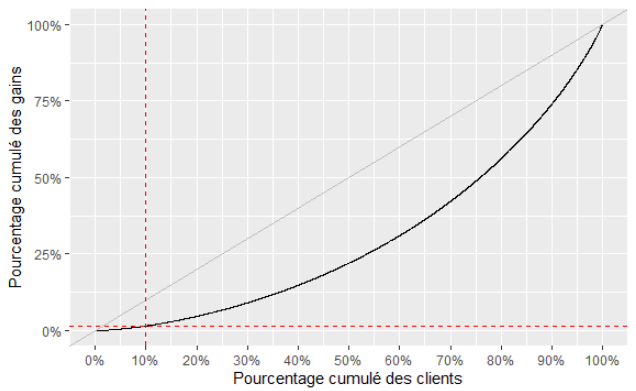 Pourcentage cumulé des gains
100%
75%
50%
25%
0%
0% 10% 20% 30% 40% 50% 60% 70% 80% 90% 100%
Pourcentage cumulé des clients